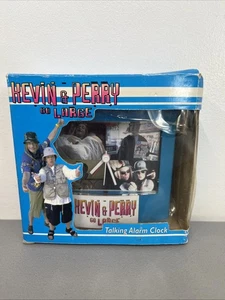 KEVIN & PERRY
GO LARGE
KEVIN & PERRY
GO LARGE
Talking Alarm Clock